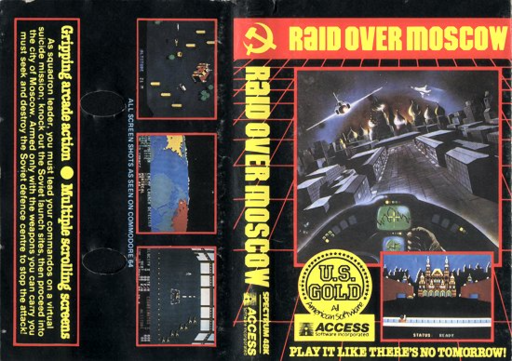 Gripping arcade action ● Multiple scrolling screens
As squadron leader, you must lead your commandos on a virtual
suicide mission; knock out the Soviet launch sites, then proceed into
the city of Moscow. Armed only with the weapons you can carry you
must seek and destroy the Soviet defence centre to stop the attack!
ALL SCREEN SHOTS AS SEEN ON COMMODORE 64
RAID OVER MOSCOW
SPECTRUM 48K
ACCESS
RAID OVER MOSCOW
U.S.
GOLD
All
American Software
ACCESS
Software Incorporated
STATUS
PLAY IT LIKE THERE'S NO TOMORROW!